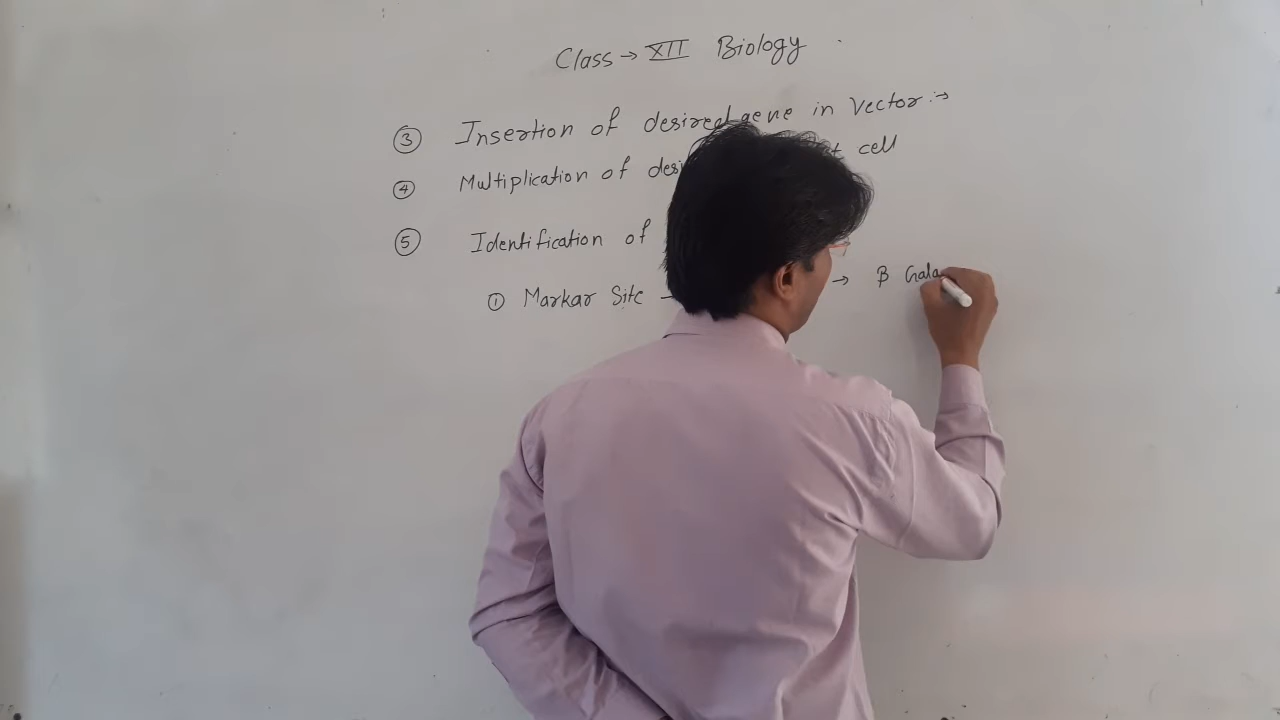 Class → XII Biology
③ Insertion of desired gene in Vector :→
④ Multiplication of cell
⑤ Identification of
① Markar Site → → β Gala